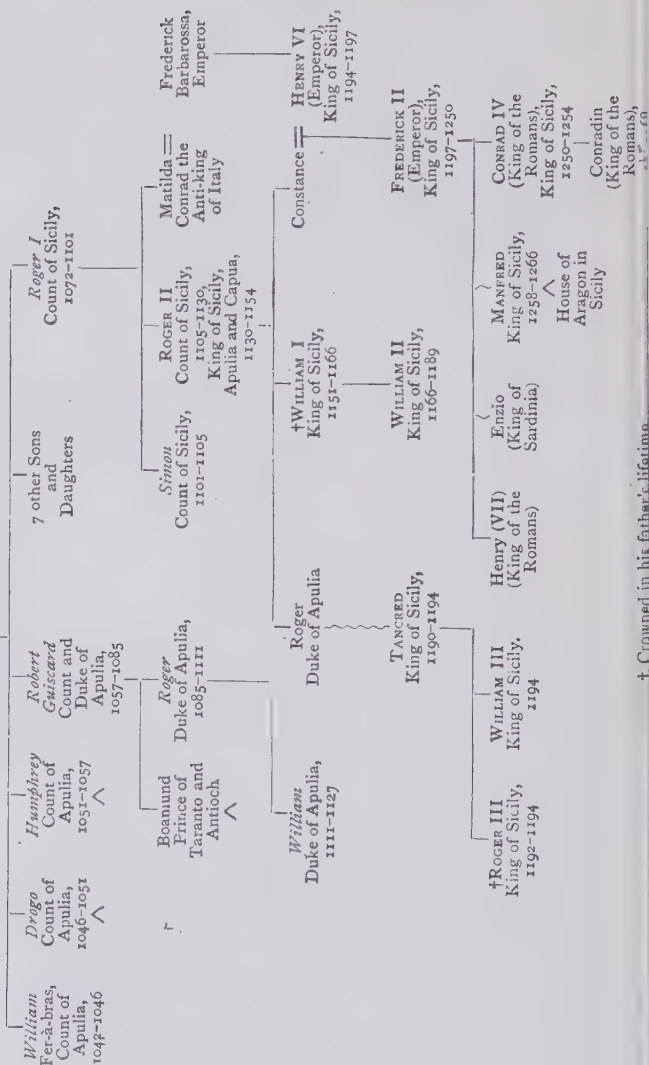 William
Fer-à-bras,
Count of
Apulia,
1042-1046
Drogo
Count of
Apulia,
1046-1051
Humphrey
Count of
Apulia,
1051-1057
Robert
Guiscard
Count and
Duke of
Apulia,
1057-1085
7 other Sons
and
Daughters
Roger I
Count of Sicily,
1072-1101
Boamund
Prince of
Taranto and
Antioch
Roger
Duke of Apulia,
1085-1111
Simon
Count of Sicily,
1101-1105
ROGER II
Count of Sicily,
1105-1130,
King of Sicily,
Apulia and Capua,
1130-1154
Matilda =
Conrad the
Anti-king
of Italy
Frederick
Barbarossa,
Emperor
William
Duke of Apulia,
1111-1127
Roger
Duke of Apulia
†WILLIAM I
King of Sicily,
1151-1166
Constance =
HENRY VI
(Emperor),
King of Sicily,
1194-1197
TANCRED
King of Sicily,
1190-1194
WILLIAM II
King of Sicily,
1166-1189
FREDERICK II
(Emperor),
King of Sicily,
1197-1250
†ROGER III
King of Sicily,
1192-1194
WILLIAM III
King of Sicily.
1194
Henry (VII)
(King of the
Romans)
Enzio
(King of
Sardinia)
MANFRED
King of Sicily,
1258-1266
House of
Aragon in
Sicily
CONRAD IV
(King of the
Romans),
King of Sicily,
1250-1254
Conradin
(King of the
Romans),
† Crowned in his father's lifetime